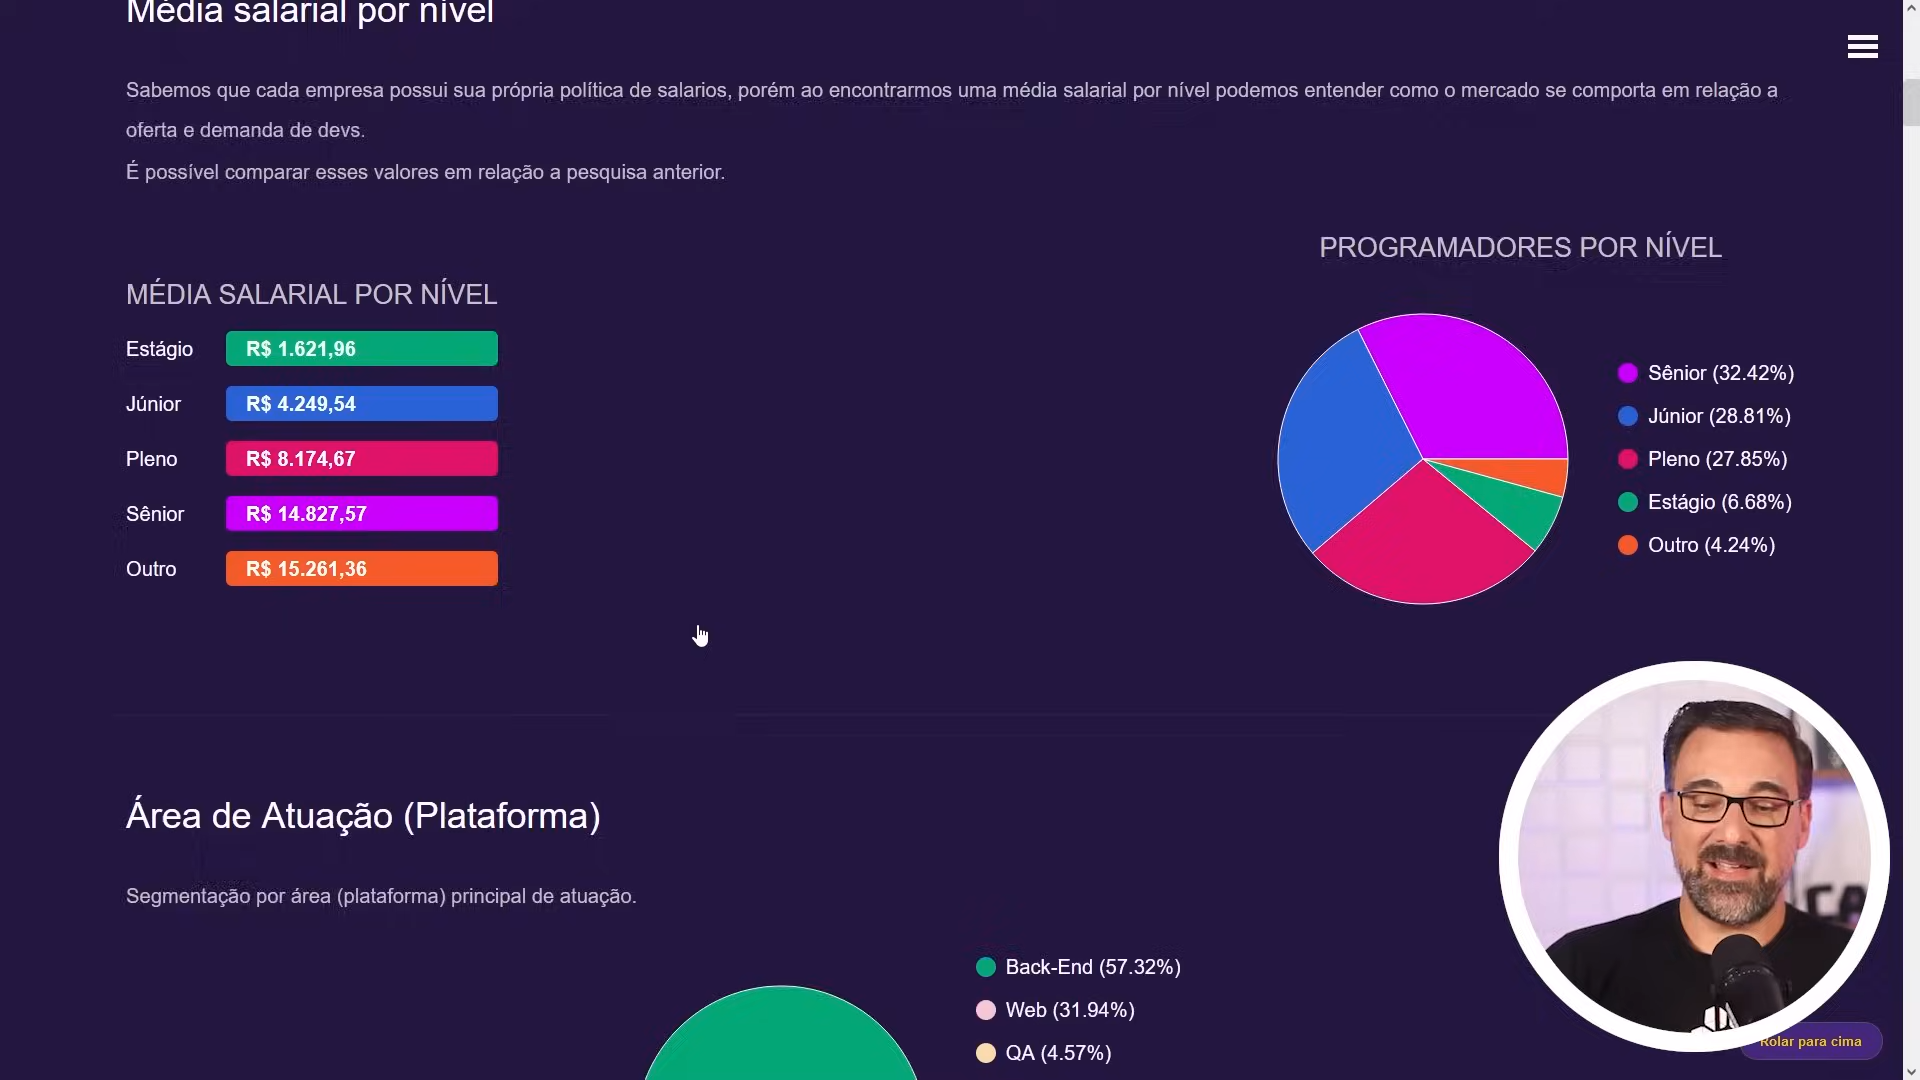 Média salarial por nível
Sabemos que cada empresa possui sua própria política de salarios, porém ao encontrarmos uma média salarial por nível podemos entender como o mercado se comporta em relação a
oferta e demanda de devs.
É possível comparar esses valores em relação a pesquisa anterior.
MÉDIA SALARIAL POR NÍVEL
Estágio R$ 1.621,96
Júnior R$ 4.249,54
Pleno R$ 8.174,67
Sênior R$ 14.827,57
Outro R$ 15.261,36
PROGRAMADORES POR NÍVEL
Sênior (32.42%)
Júnior (28.81%)
Pleno (27.85%)
Estágio (6.68%)
Outro (4.24%)
Área de Atuação (Plataforma)
Segmentação por área (plataforma) principal de atuação.
Back-End (57.32%)
Web (31.94%)
QA (4.57%)
Rolar para cima